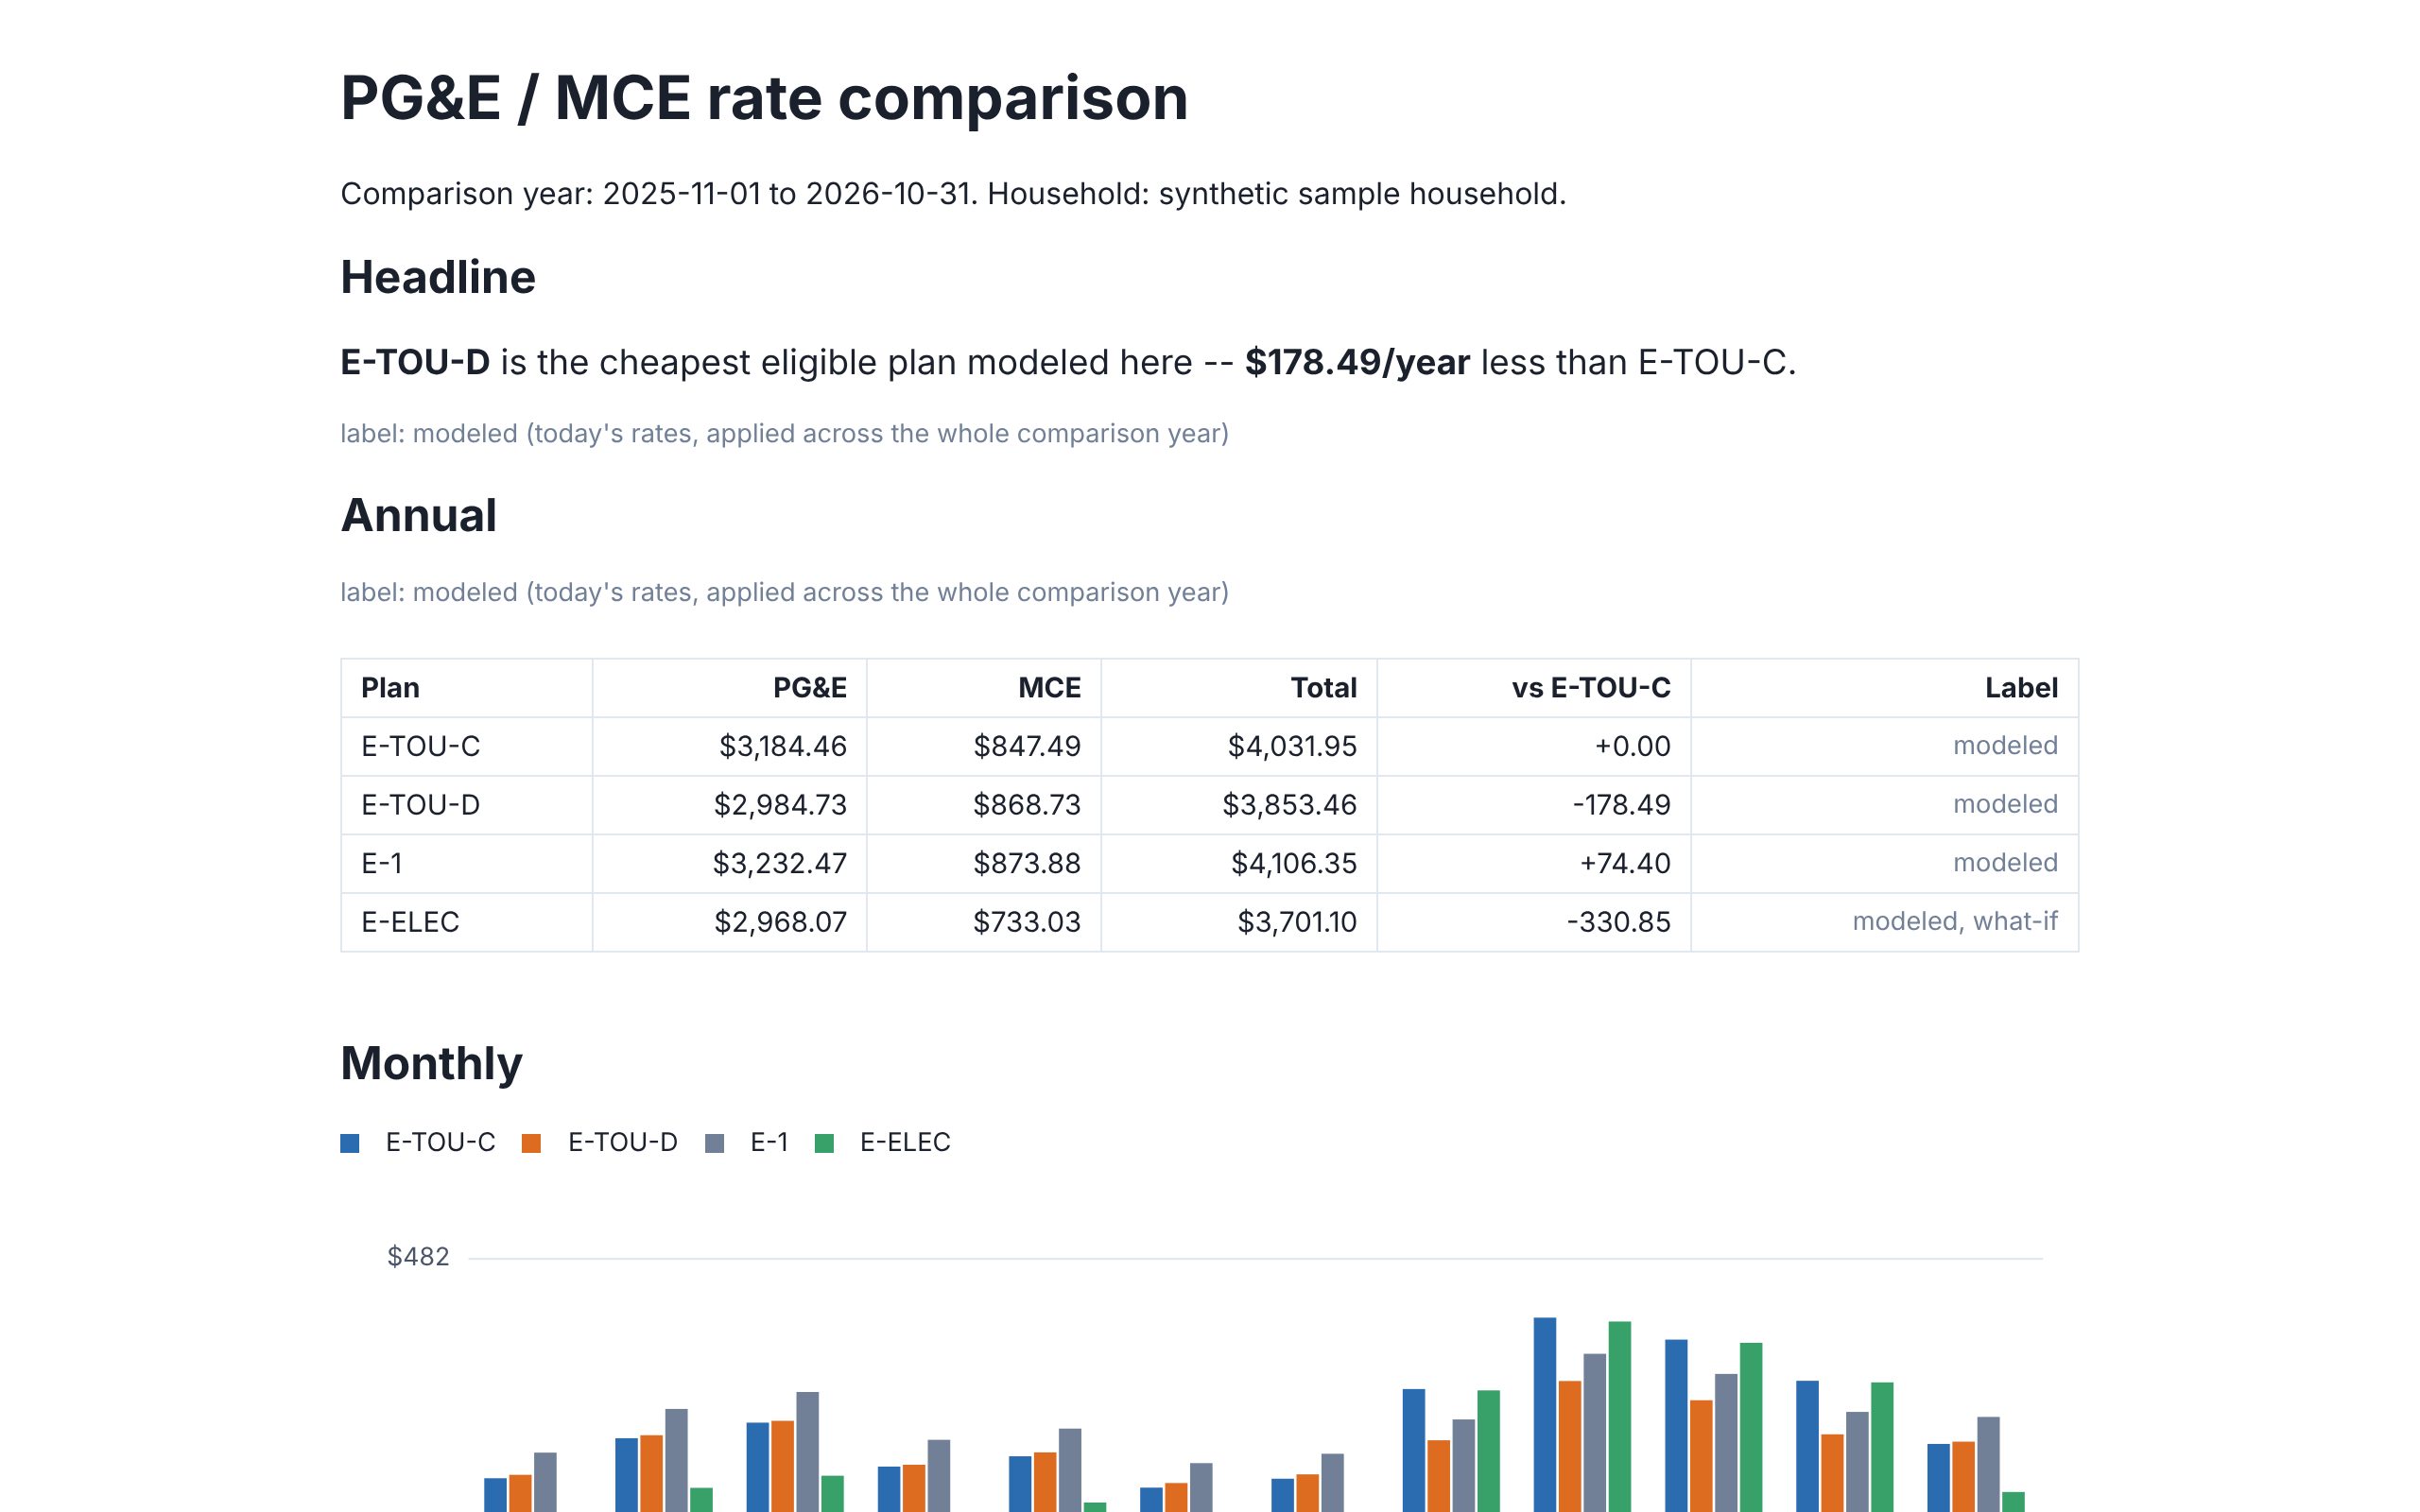 PG&E / MCE rate comparison
Comparison year: 2025-11-01 to 2026-10-31. Household: synthetic sample household.
Headline
E-TOU-D is the cheapest eligible plan modeled here -- $178.49/year less than E-TOU-C.
label: modeled (today's rates, applied across the whole comparison year)
Annual
label: modeled (today's rates, applied across the whole comparison year)
Plan PG&E MCE Total vs E-TOU-C Label
E-TOU-C $3,184.46 $847.49 $4,031.95 +0.00 modeled
E-TOU-D $2,984.73 $868.73 $3,853.46 -178.49 modeled
E-1 $3,232.47 $873.88 $4,106.35 +74.40 modeled
E-ELEC $2,968.07 $733.03 $3,701.10 -330.85 modeled, what-if
Monthly
E-TOU-C E-TOU-D E-1 E-ELEC
$482